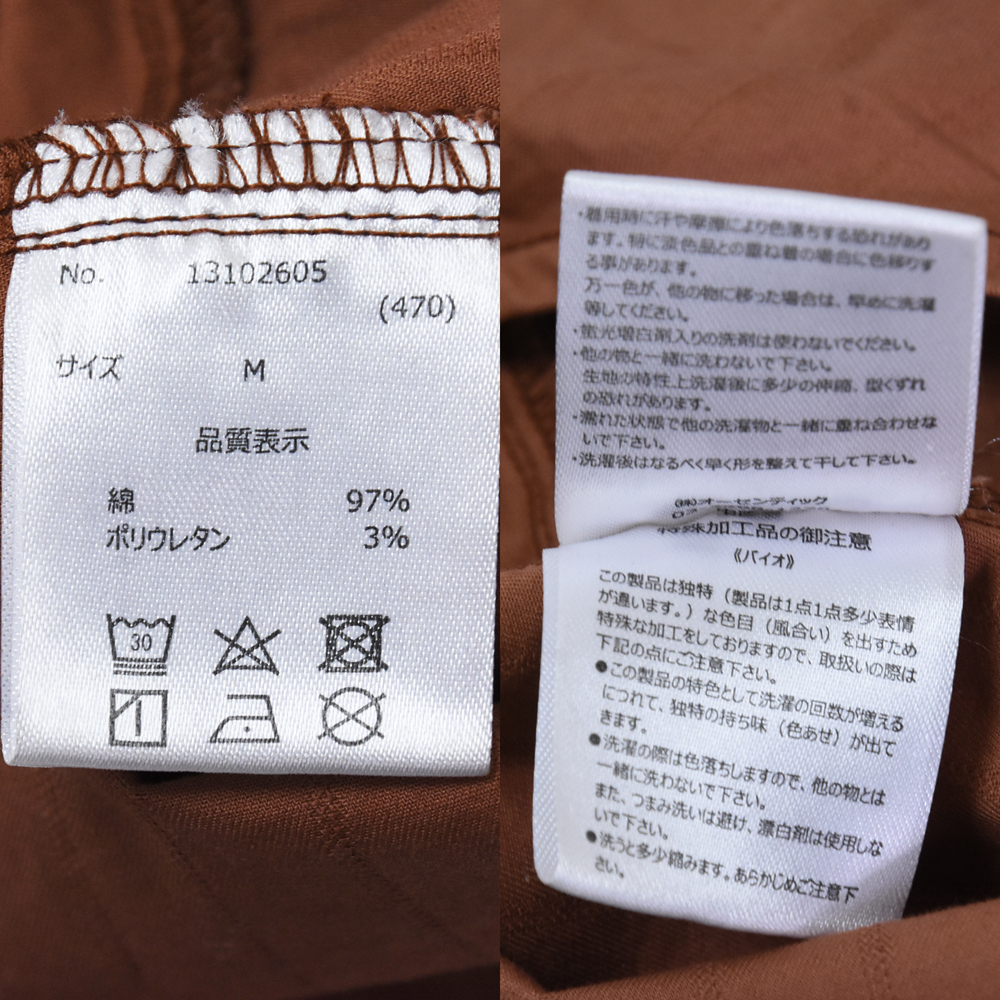 No. 13102605
(470)
サイズ M
品質表示
綿 97%
ポリウレタン 3%
30
・着用時に汗や摩擦により色落ちする恐れがあり
ます。特に淡色品との重ね着の場合に色移りす
る事があります。
万一色が、他の物に移った場合は、早めに洗濯
等してください。
・蛍光増白剤入りの洗剤は使わないでください。
・他の物と一緒に洗わないで下さい。
生地の特性上洗濯後に多少の伸縮、型くずれ
の恐れがあります。
・濡れた状態で他の洗濯物と一緒に重ね合わせな
いで下さい。
・洗濯後はなるべく早く形を整えて干して下さい。
㈱オーセンティック
特殊加工品の御注意
《バイオ》
この製品は独特（製品は1点1点多少表情
が違います。）な色目（風合い）を出すため
特殊な加工をしておりますので、取扱いの際は
下記の点にご注意下さい。
●この製品の特色として洗濯の回数が増える
につれて、独特の持ち味（色あせ）が出て
きます。
●洗濯の際は色落ちしますので、他の物とは
一緒に洗わないで下さい。
また、つまみ洗いは避け、漂白剤は使用しな
いで下さい。
●洗うと多少縮みます。あらかじめご注意下
さい。